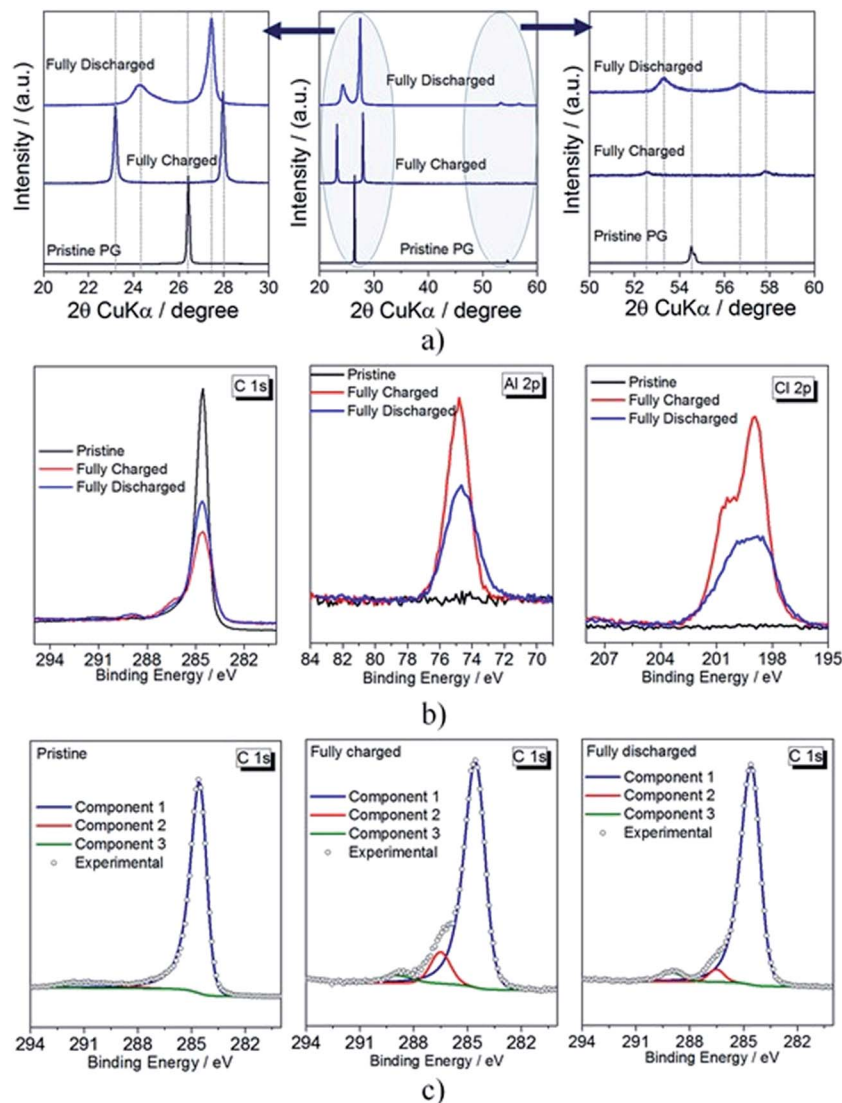 Intensity / (a.u.)
Fully Discharged
Fully Charged
Pristine PG
20 22 24 26 28 30
2θ CuKα / degree
Intensity / (a.u.)
Fully Discharged
Fully Charged
Pristine PG
20 30 40 50 60
2θ CuKα / degree
Intensity / (a.u.)
Fully Discharged
Fully Charged
Pristine PG
50 52 54 56 58 60
2θ CuKα / degree
a)
C 1s
Pristine
Fully Charged
Fully Discharged
294 291 288 284 280
Binding Energy / eV
Al 2p
Pristine
Fully Charged
Fully Discharged
84 82 80 78 76 74 72 70
Binding Energy / eV
Cl 2p
Pristine
Fully Charged
Fully Discharged
207 204 201 198 195
Binding Energy / eV
b)
Pristine
C 1s
Component 1
Component 2
Component 3
Experimental
294 291 288 285 282
Binding Energy / eV
Fully charged
C 1s
Component 1
Component 2
Component 3
Experimental
294 291 288 285 282
Binding Energy / eV
Fully discharged
C 1s
Component 1
Component 2
Component 3
Experimental
294 291 288 285 282
Binding Energy / eV
c)